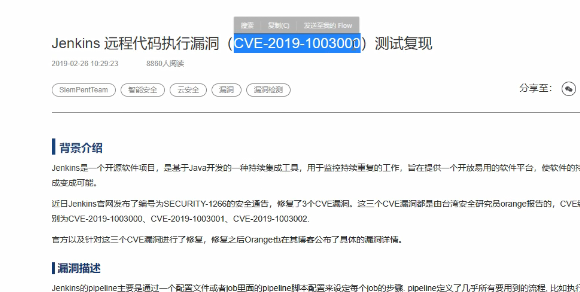 搜索 复制(C) 发送至我的 Flow
Jenkins 远程代码执行漏洞（CVE-2019-1003000）测试复现
2019-02-26 10:29:23 8860人阅读
SiemPentTeam 智能安全 云安全 漏洞 漏洞检测
分享至：
背景介绍
Jenkins是一个开源软件项目，是基于Java开发的一种持续集成工具，用于监控持续重复的工作，旨在提供一个开放易用的软件平台，使软件的持
成变成可能。
近日Jenkins官网发布了编号为SECURITY-1266的安全通告，修复了3个CVE漏洞。这三个CVE漏洞都是由台湾安全研究员orange报告的，CVE编
别为CVE-2019-1003000、CVE-2019-1003001、CVE-2019-1003002.
官方以及针对这三个CVE漏洞进行了修复，修复之后Orange也在其博客公布了具体的漏洞详情。
漏洞描述
Jenkins的pipeline主要是通过一个配置文件或者job里面的pipeline脚本配置来设定每个job的步骤. pipeline定义了几乎所有要用到的流程, 比如执行